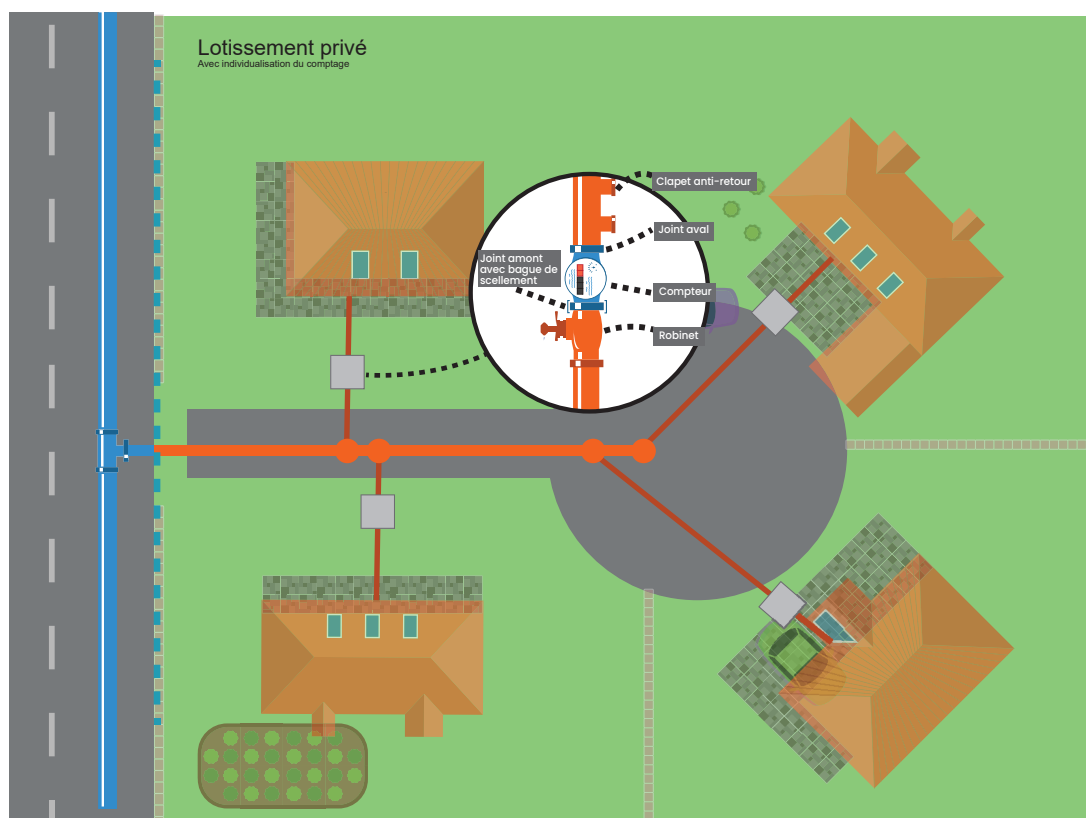 Lotissement privé
Avec individualisation du comptage
Clapet anti-retour
Joint aval
Joint amont
avec bague de
scellement
Compteur
Robinet